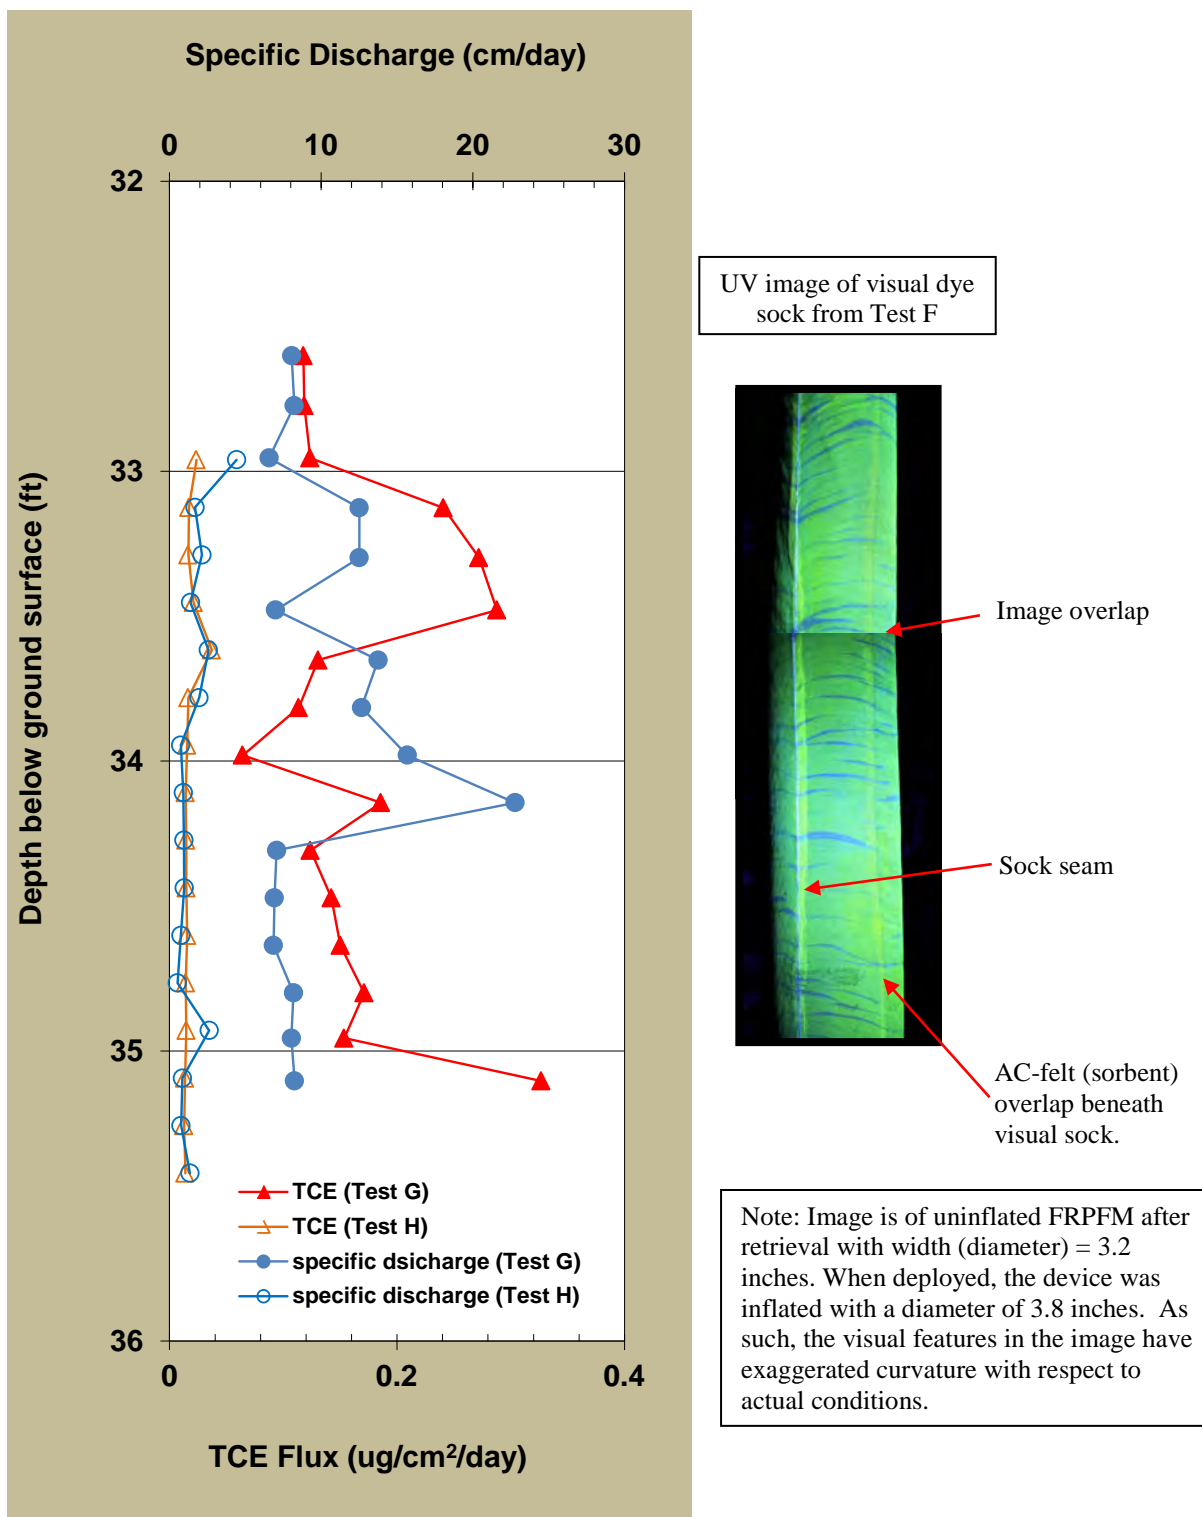 Specific Discharge (cm/day)
0 10 20 30
32
33
34
35
36
Depth below ground surface (ft)
TCE (Test G)
TCE (Test H)
specific dsicharge (Test G)
specific discharge (Test H)
0 0.2 0.4
TCE Flux (ug/cm²/day)
UV image of visual dye
sock from Test F
Image overlap
Sock seam
AC-felt (sorbent)
overlap beneath
visual sock.
Note: Image is of uninflated FRPFM after
retrieval with width (diameter) = 3.2
inches. When deployed, the device was
inflated with a diameter of 3.8 inches.  As
such, the visual features in the image have
exaggerated curvature with respect to
actual conditions.